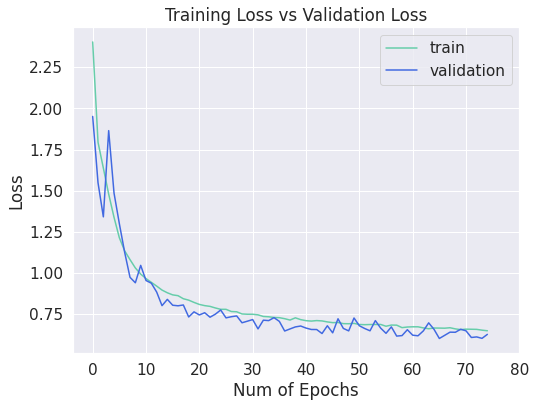 Training Loss vs Validation Loss
train
validation
2.25
2.00
1.75
1.50
1.25
1.00
0.75
Loss
0 10 20 30 40 50 60 70 80
Num of Epochs